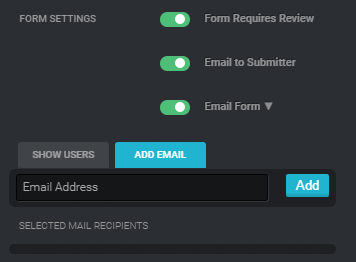 FORM SETTINGS
Form Requires Review
Email to Submitter
Email Form ▼
SHOW USERS
ADD EMAIL
Email Address
Add
SELECTED MAIL RECIPIENTS